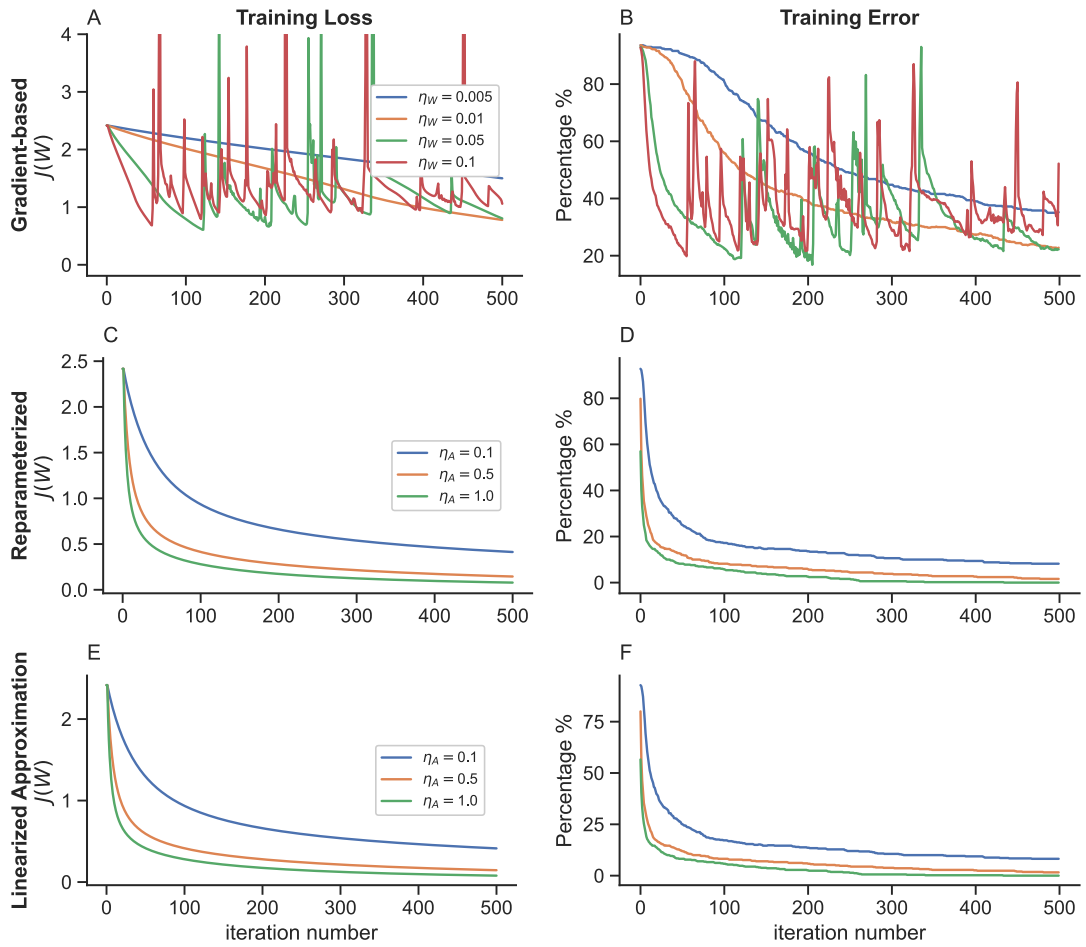 A
Training Loss
B
Training Error
Gradient-based
J(W)
4
3
2
1
0
0 100 200 300 400 500
η_W = 0.005
η_W = 0.01
η_W = 0.05
η_W = 0.1
Percentage %
80
60
40
20
0 100 200 300 400 500
C
D
Reparameterized
J(W)
2.5
2.0
1.5
1.0
0.5
0.0
0 100 200 300 400 500
η_A = 0.1
η_A = 0.5
η_A = 1.0
Percentage %
80
60
40
20
0
0 100 200 300 400 500
E
F
Linearized Approximation
J(W)
2
1
0
0 100 200 300 400 500
iteration number
η_A = 0.1
η_A = 0.5
η_A = 1.0
Percentage %
75
50
25
0
0 100 200 300 400 500
iteration number